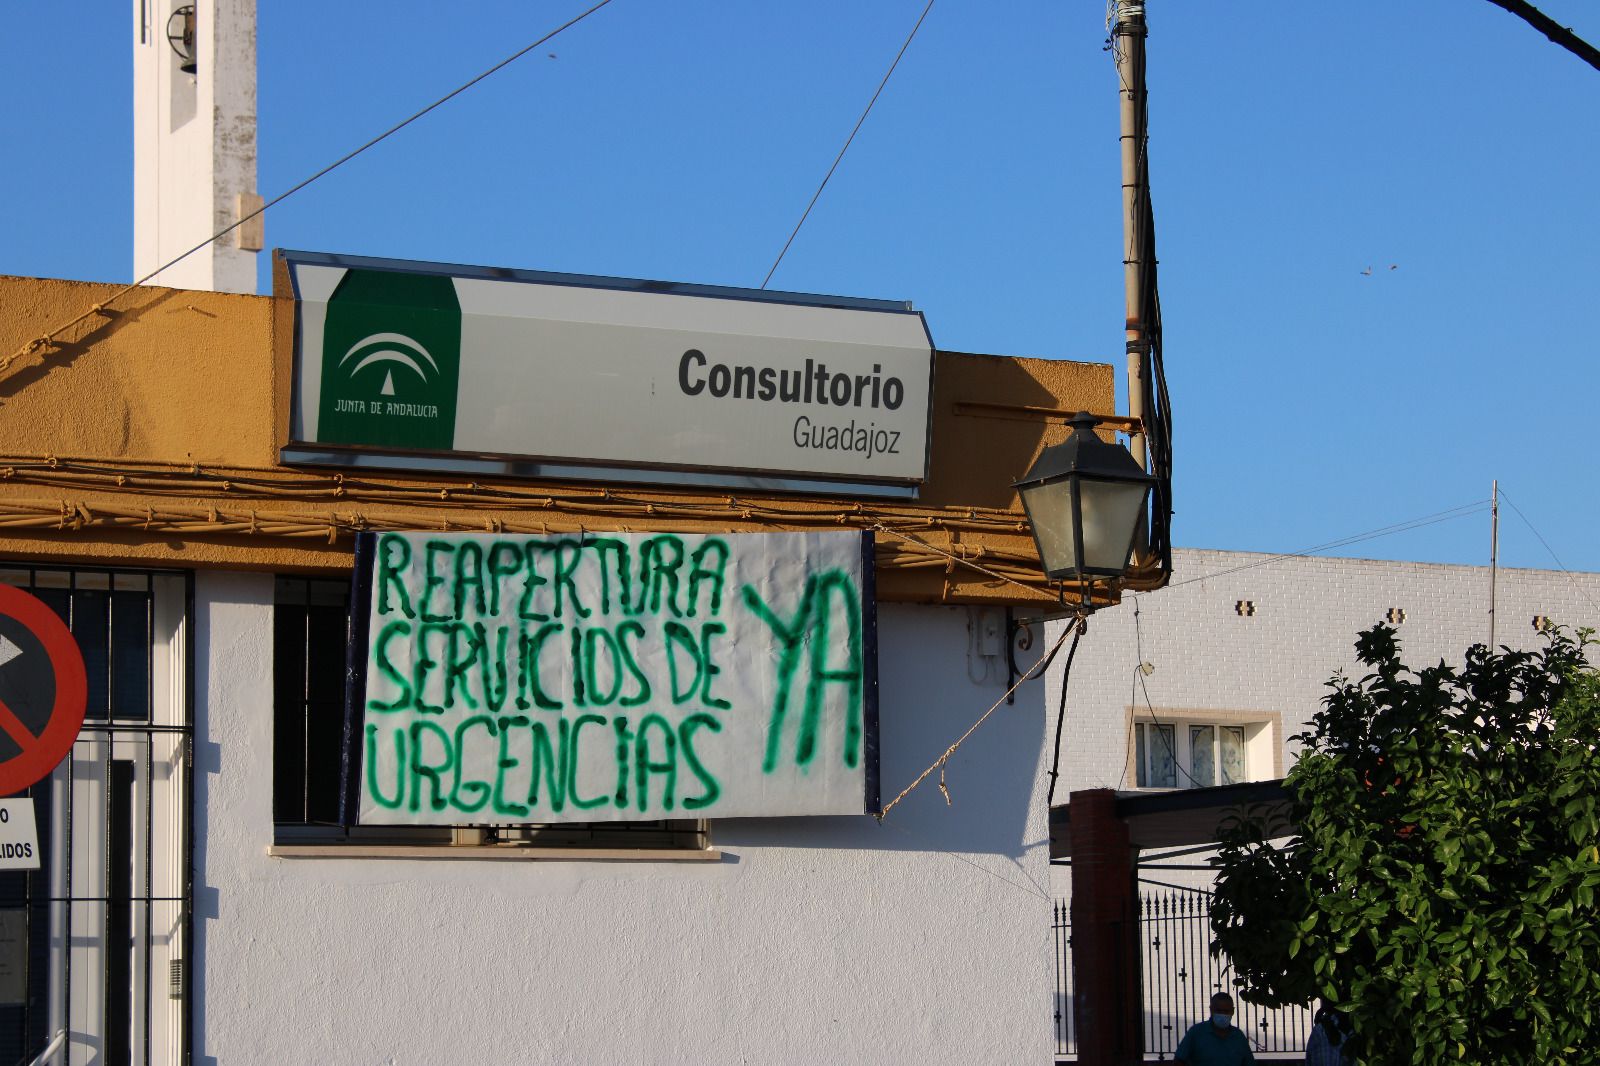 JUNTA DE ANDALUCIA
Consultorio
Guadajoz
REAPERTURA
SERVICIOS DE
URGENCIAS
YA